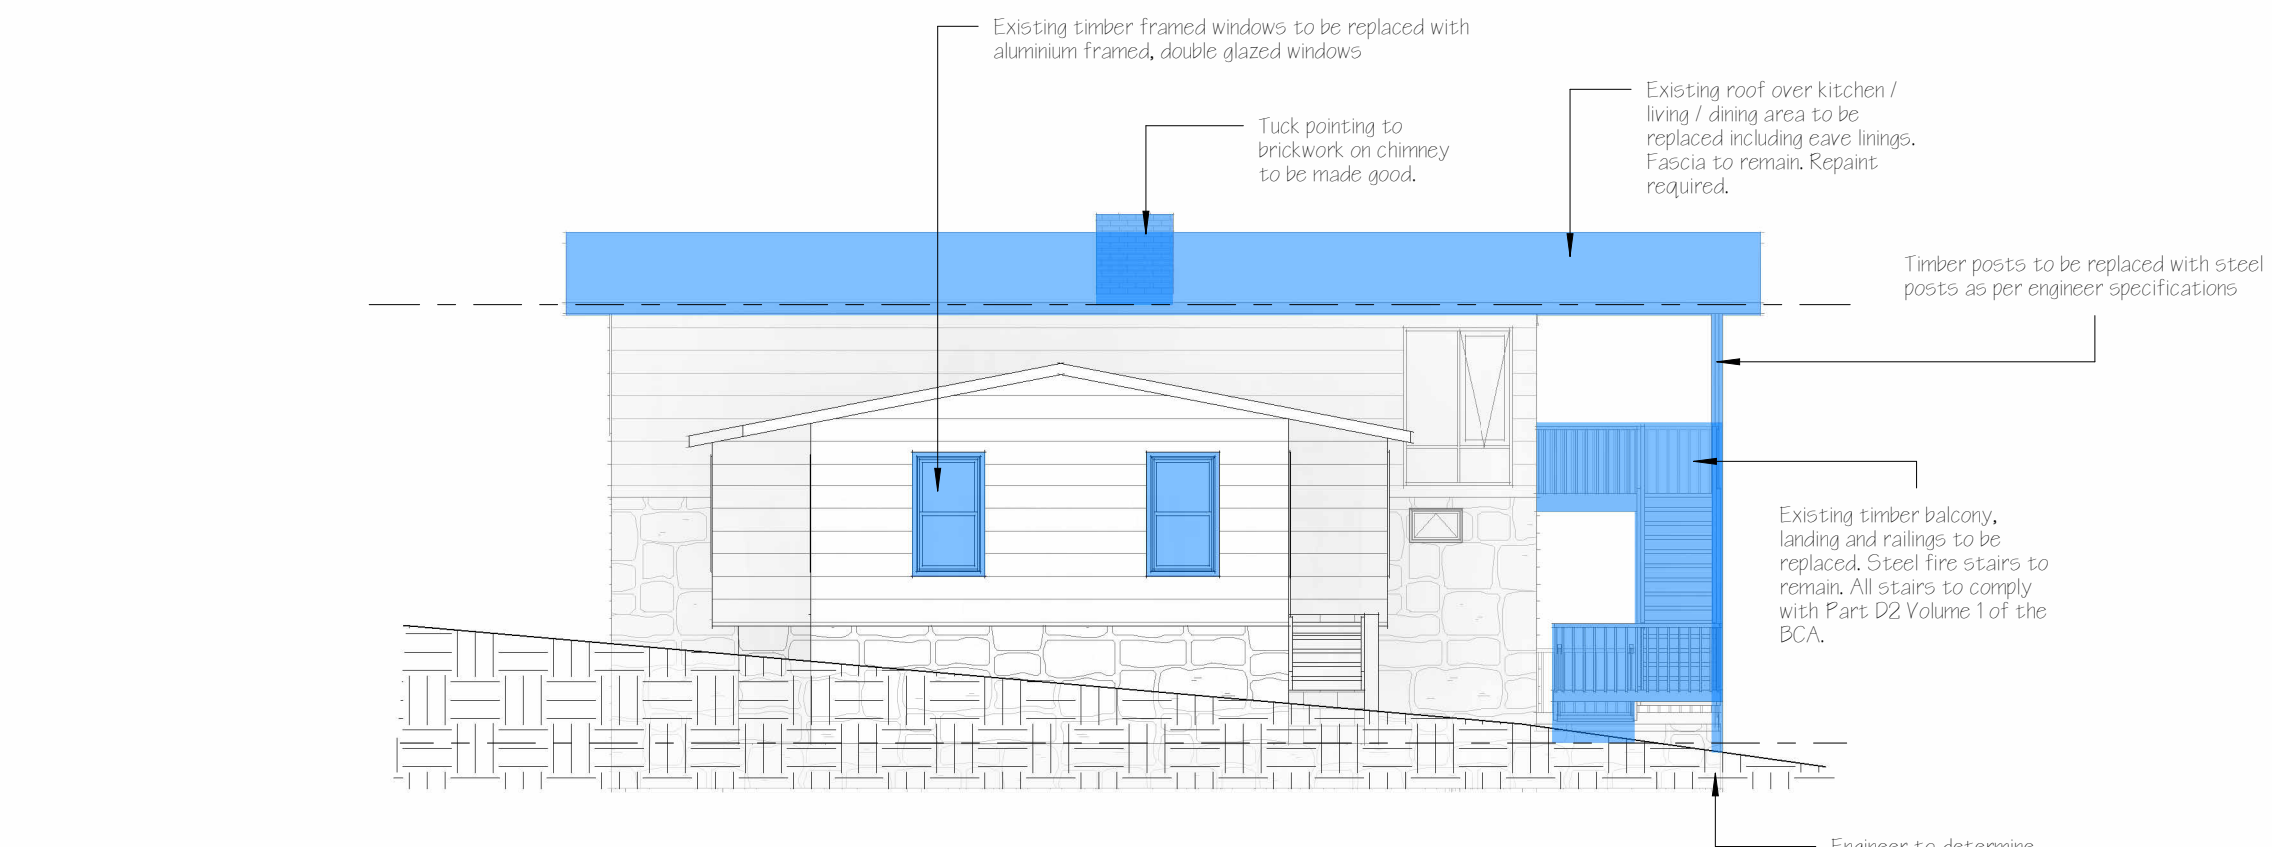 Existing timber framed windows to be replaced with
aluminium framed, double glazed windows
Existing roof over kitchen /
living / dining area to be
replaced including eave linings.
Fascia to remain. Repaint
required.
Tuck pointing to
brickwork on chimney
to be made good.
Timber posts to be replaced with steel
posts as per engineer specifications
Existing timber balcony,
landing and railings to be
replaced. Steel fire stairs to
remain. All stairs to comply
with Part D2 Volume 1 of the
BCA.
Engineer to determine